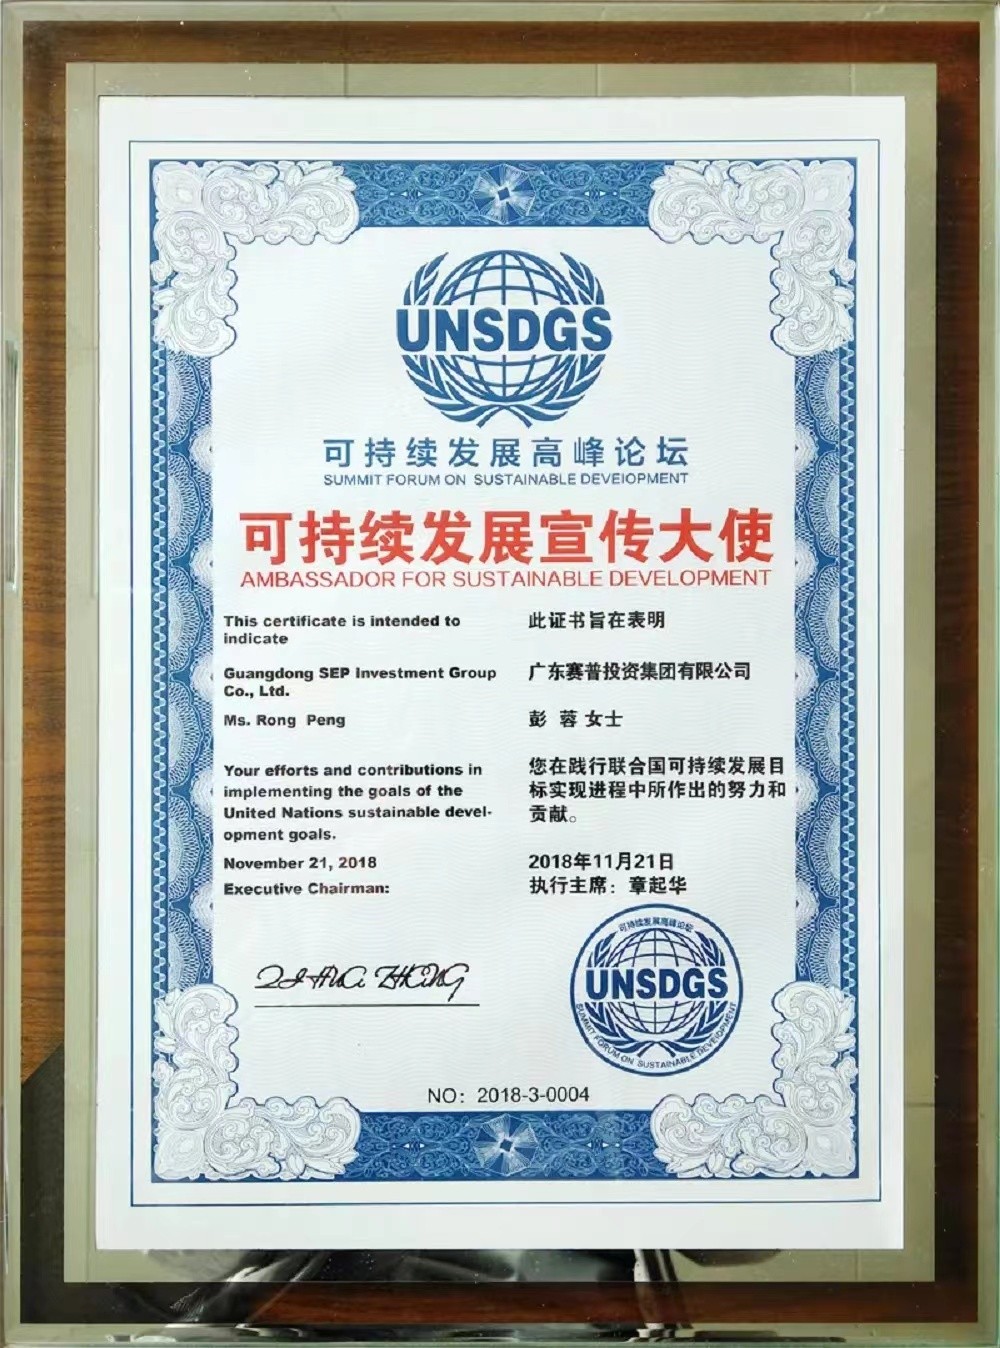 UNSDGS
可持续发展高峰论坛
SUMMIT FORUM ON SUSTAINABLE DEVEIOPMENT
可持续发展宣传大使
AMBASSADOR FOR SUSTAINABLE DEVELOPMENT
This certificate is intended to
indicate
Guangdong SEP Investment Group
Co., Ltd.
Ms. Rong Peng
Your efforts and contributions in
implementing the goals of the
United Nations sustainable devel-
opment goals.
November 21, 2018
Executive Chairman:
此证书旨在表明
广东赛普投资集团有限公司
彭 蓉 女士
您在践行联合国可持续发展目
标实现进程中所作出的努力和
贡献。
2018年11月21日
执行主席：章起华
QI HUA ZHANG
可持续发展高峰论坛
UNSDGS
SUMMIT FORUM ON SUSTAINABLE DEVEIOPMENT
NO：2018-3-0004